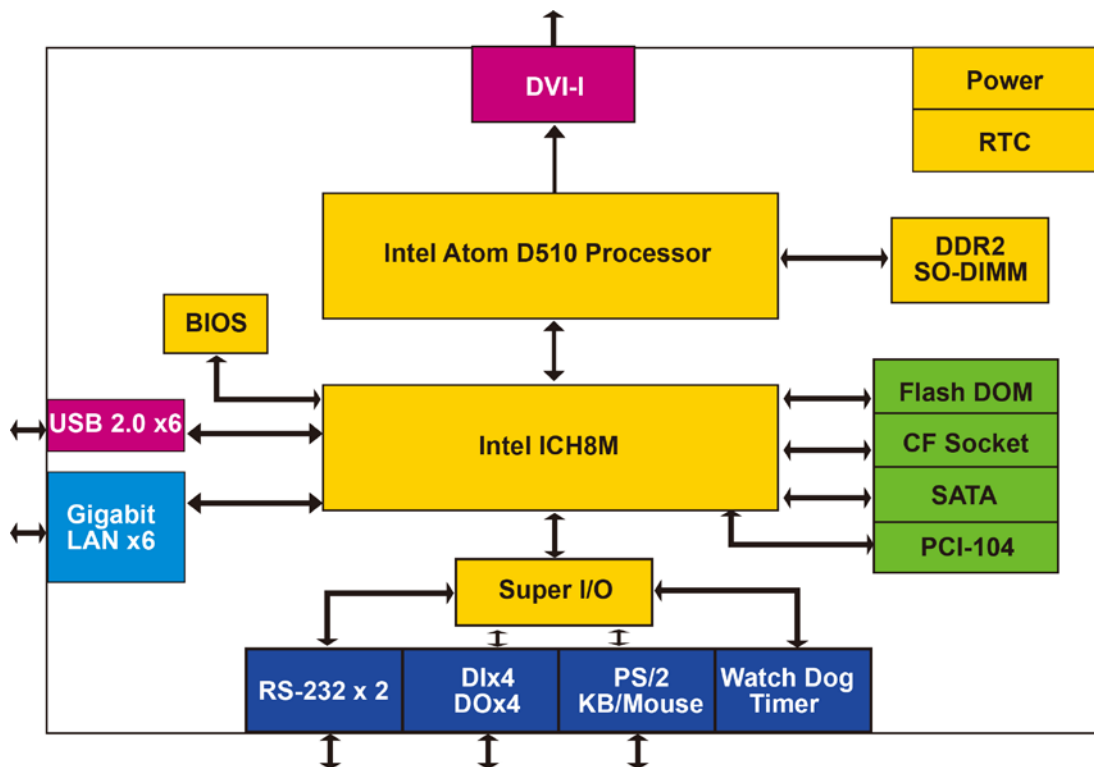 DVI-I
Power
RTC
Intel Atom D510 Processor
DDR2
SO-DIMM
BIOS
Flash DOM
USB 2.0 x6
CF Socket
Intel ICH8M
SATA
Gigabit
LAN x6
PCI-104
Super I/O
RS-232 x 2
DIx4
DOx4
PS/2
KB/Mouse
Watch Dog
Timer